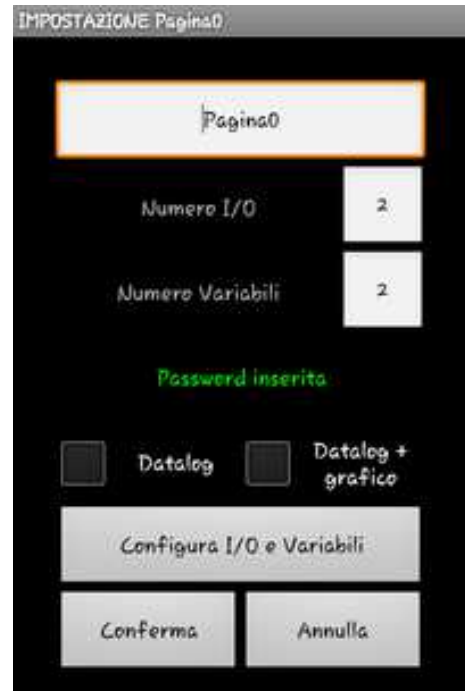 IMPOSTAZIONE Pagina0
Pagina0
Numero I/O
2
Numero Variabili
2
Password inserita
Datalog
Datalog +
grafico
Configura I/O e Variabili
Conferma
Annulla